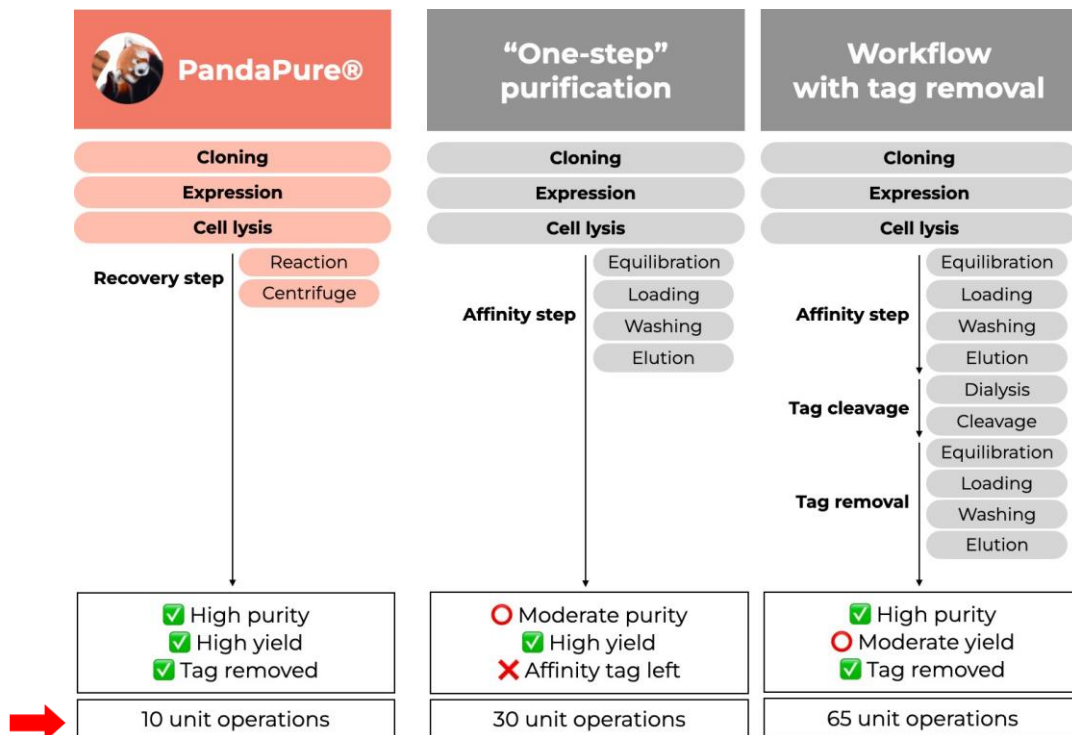 PandaPure®
Cloning
Expression
Cell lysis
Recovery step
Reaction
Centrifuge
✅ High purity
✅ High yield
✅ Tag removed
10 unit operations
“One-step”
purification
Cloning
Expression
Cell lysis
Affinity step
Equilibration
Loading
Washing
Elution
⭕ Moderate purity
✅ High yield
❌ Affinity tag left
30 unit operations
Workflow
with tag removal
Cloning
Expression
Cell lysis
Affinity step
Equilibration
Loading
Washing
Elution
Tag cleavage
Dialysis
Cleavage
Tag removal
Equilibration
Loading
Washing
Elution
✅ High purity
⭕ Moderate yield
✅ Tag removed
65 unit operations